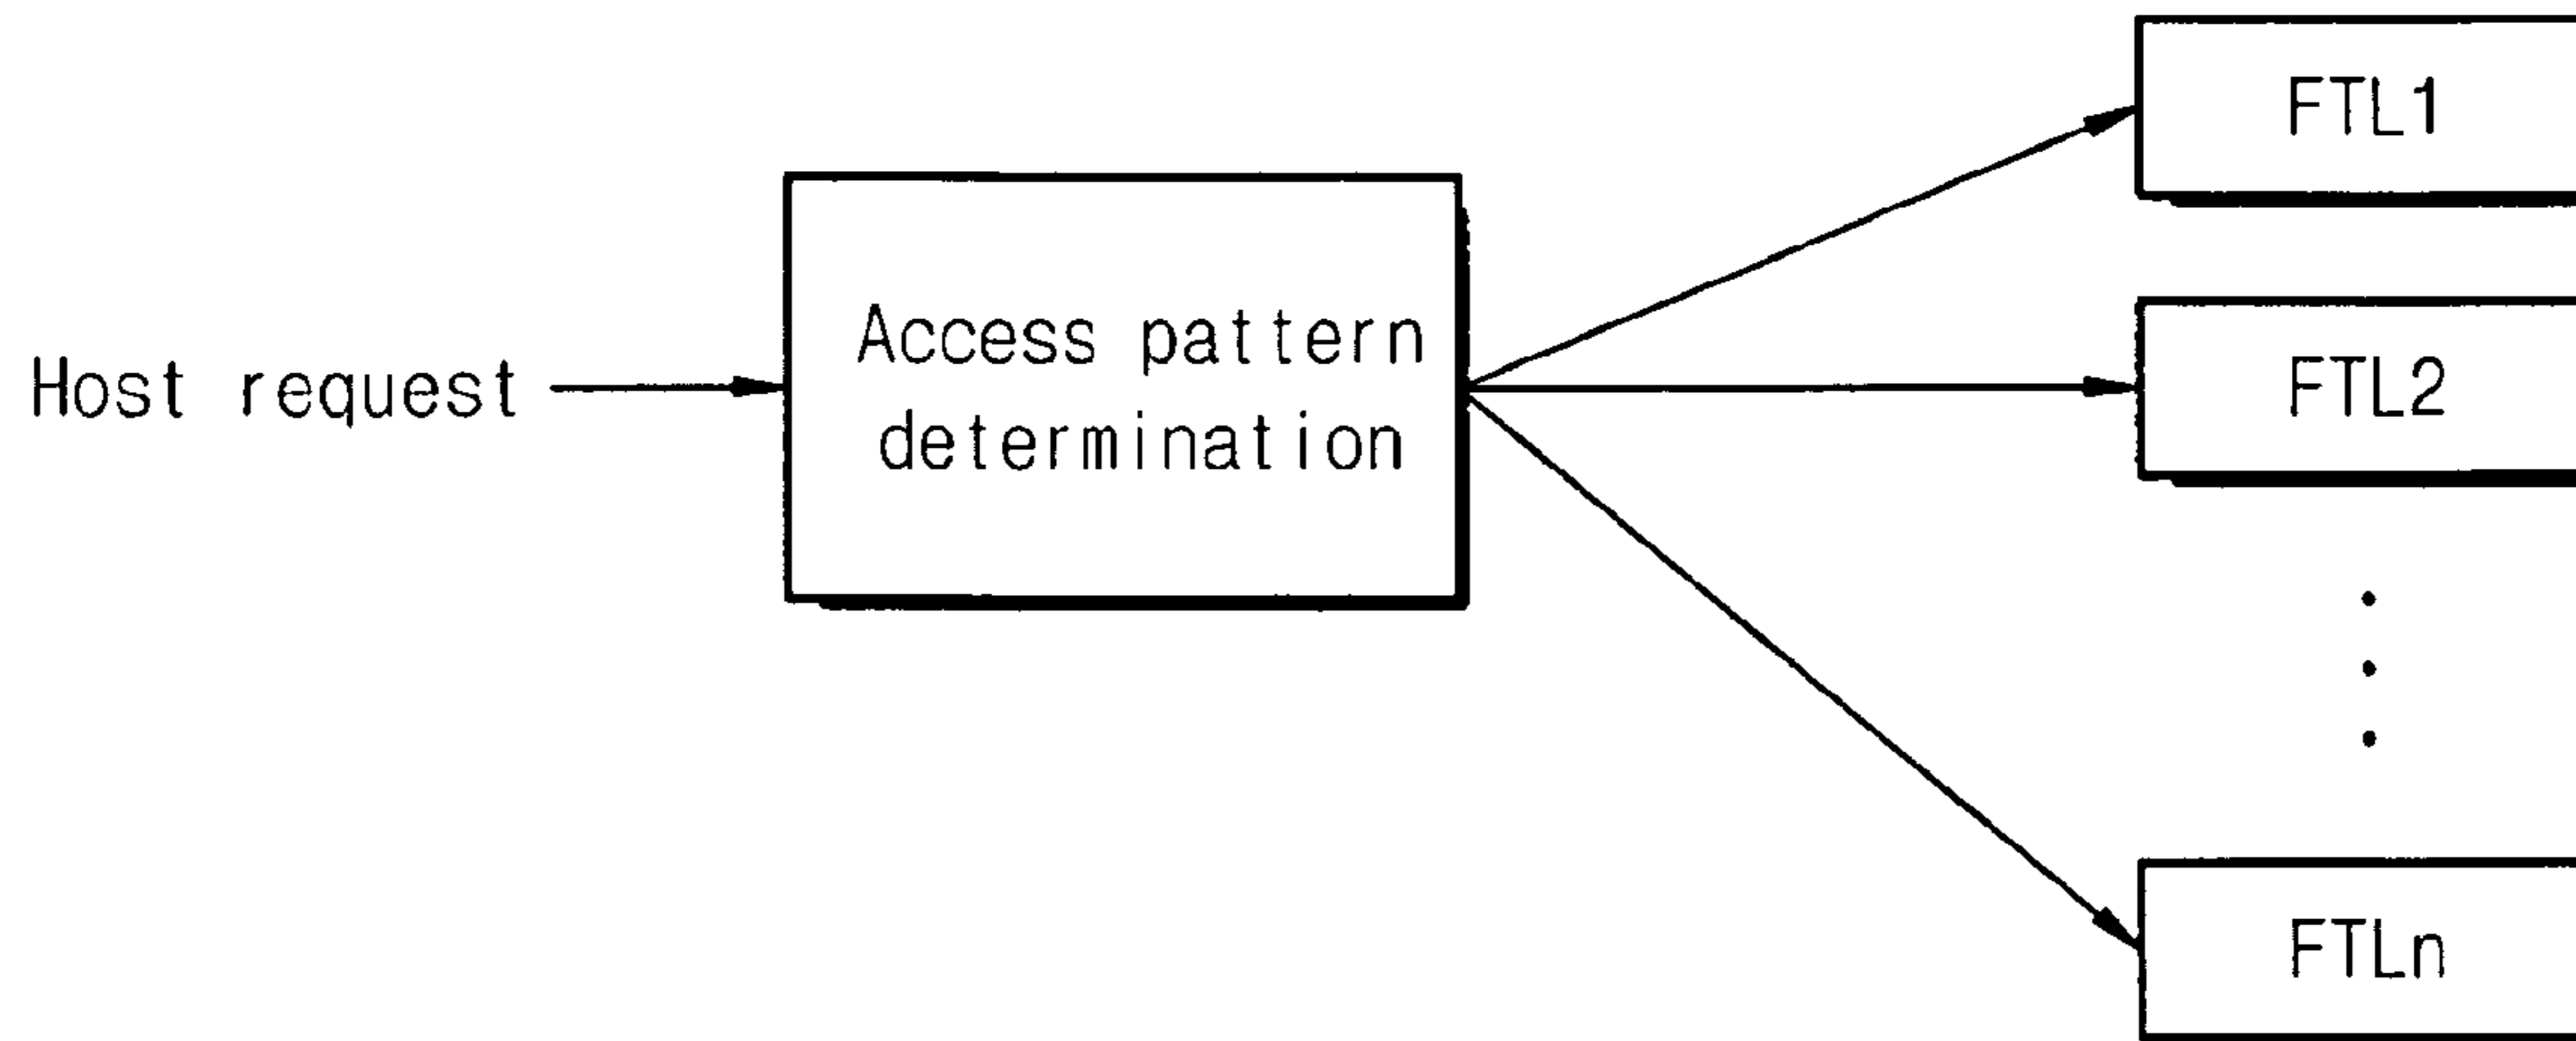 Host request
Access pattern
determination
FTL1
FTL2
FTLn